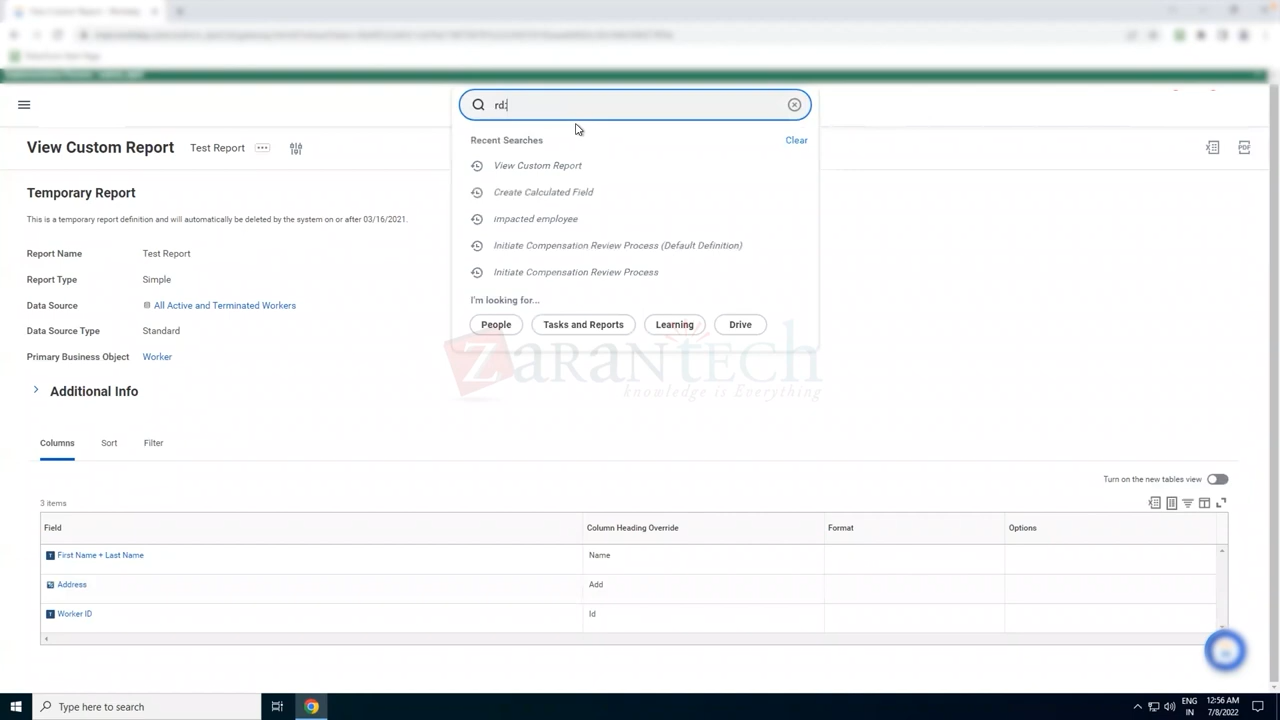 rd:
Recent Searches Clear
View Custom Report
Create Calculated Field
impacted employee
Initiate Compensation Review Process (Default Definition)
Initiate Compensation Review Process
I'm looking for...
People Tasks and Reports Learning Drive
View Custom Report Test Report
PDF
Temporary Report
This is a temporary report definition and will automatically be deleted by the system on or after 03/16/2021.
Report Name Test Report
Report Type Simple
Data Source All Active and Terminated Workers
Data Source Type Standard
Primary Business Object Worker
ZARANTECH
knowledge is Everything
Additional Info
Columns Sort Filter
Turn on the new tables view
3 items
Field Column Heading Override Format Options
First Name + Last Name Name
Address Add
Worker ID Id
Type here to search
ENG
IN
12:56 AM
7/8/2022